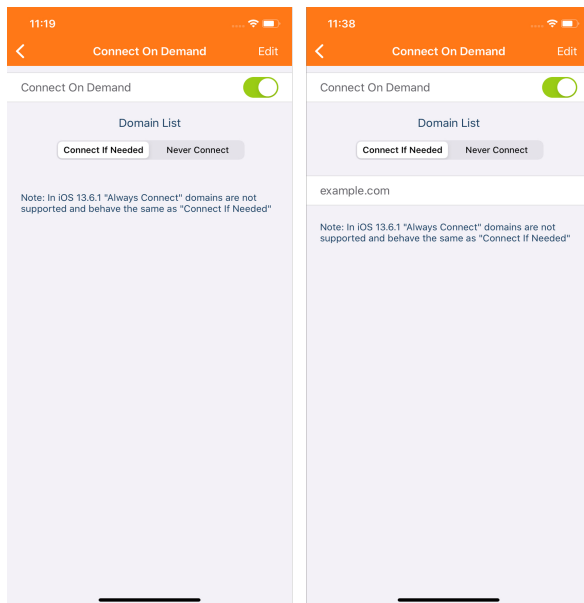 11:19
Connect On Demand
Edit
Connect On Demand
Domain List
Connect If Needed
Never Connect
Note: In iOS 13.6.1 "Always Connect" domains are not
supported and behave the same as "Connect If Needed"
11:38
Connect On Demand
Edit
Connect On Demand
Domain List
Connect If Needed
Never Connect
example.com
Note: In iOS 13.6.1 "Always Connect" domains are not
supported and behave the same as "Connect If Needed"